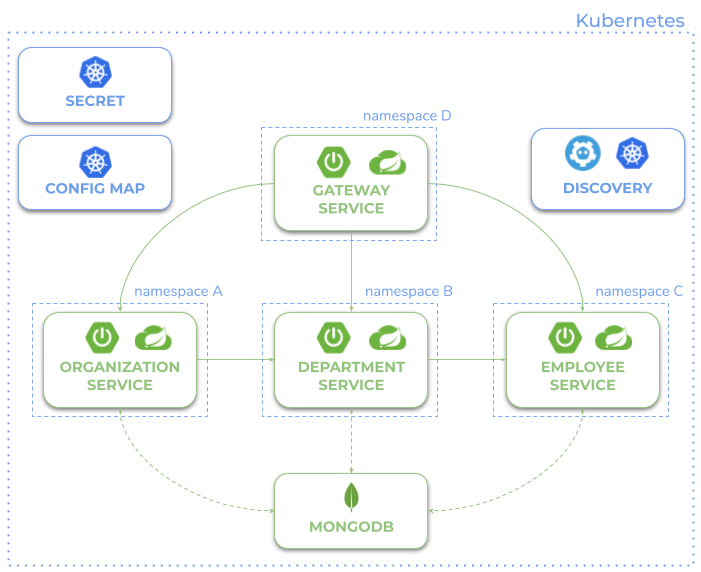 Kubernetes
SECRET
CONFIG MAP
namespace D
GATEWAY
SERVICE
DISCOVERY
namespace A
ORGANIZATION
SERVICE
namespace B
DEPARTMENT
SERVICE
namespace C
EMPLOYEE
SERVICE
MONGODB